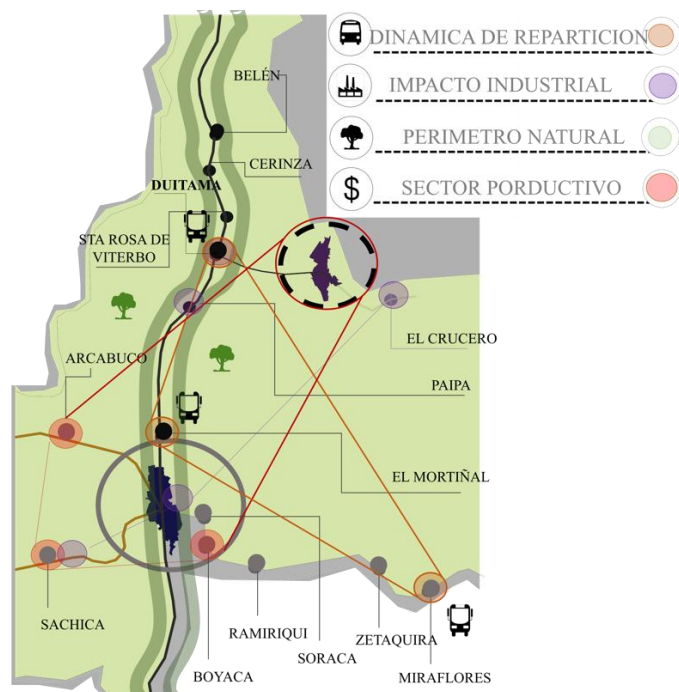 DINAMICA DE REPARTICION
IMPACTO INDUSTRIAL
PERIMETRO NATURAL
$ SECTOR PORDUCTIVO
BELÉN
CERINZA
DUITAMA
STA ROSA DE
VITERBO
EL CRUCERO
ARCABUCO
PAIPA
EL MORTIÑAL
SACHICA
RAMIRIQUI
SORACA
ZETAQUIRA
BOYACA
MIRAFLORES